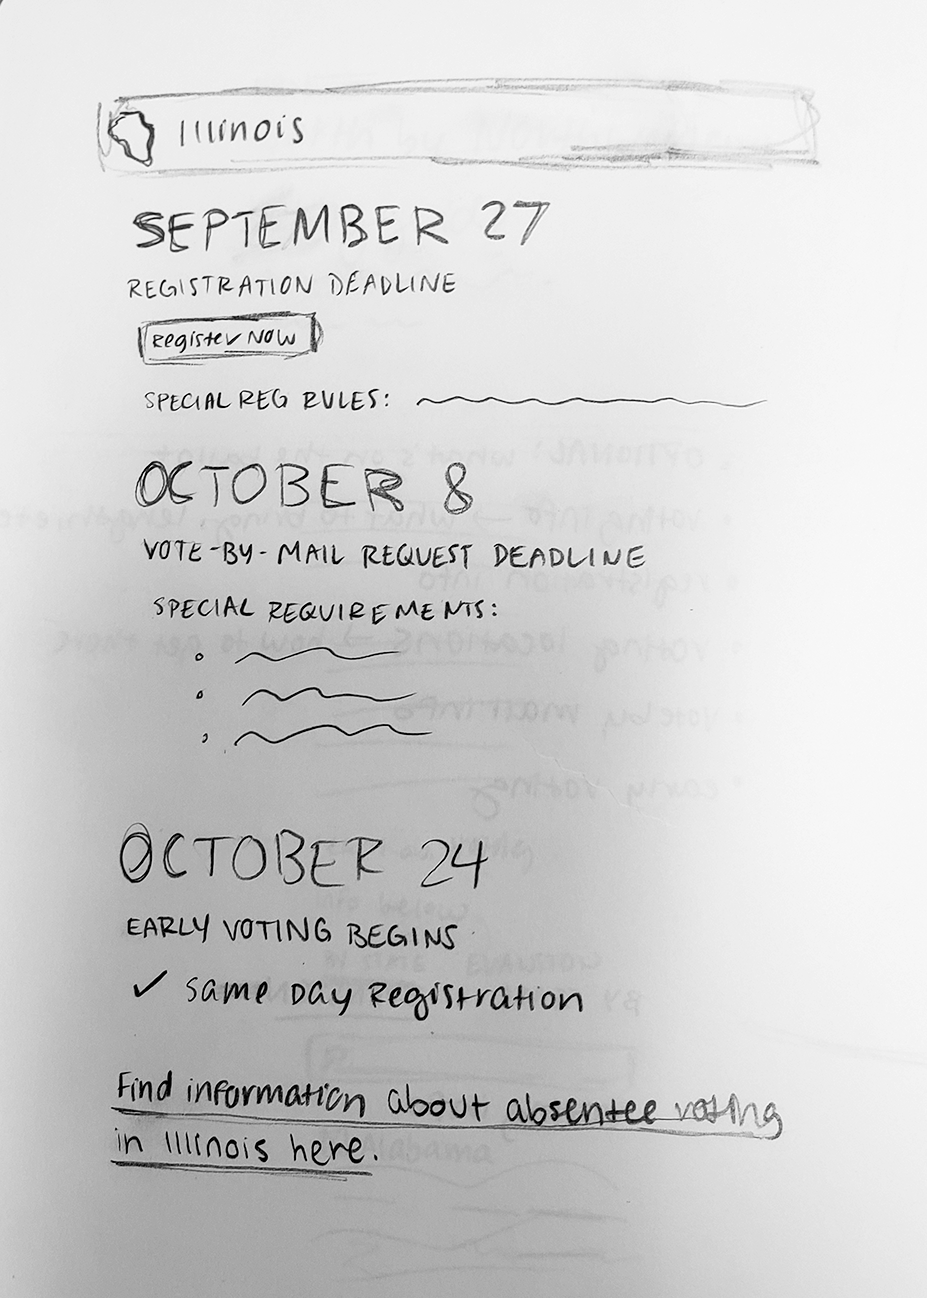 Illinois
SEPTEMBER 27
REGISTRATION DEADLINE
Register NOW
SPECIAL REG RULES:
OCTOBER 8
VOTE-BY-MAIL REQUEST DEADLINE
SPECIAL REQUIREMENTS:
OCTOBER 24
EARLY VOTING BEGINS
✓ Same DAY Registration
Find information about absentee voting
in Illinois here.